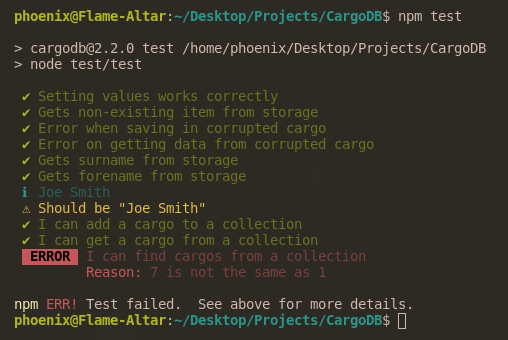 phoenix@Flame-Altar:~/Desktop/Projects/CargoDB$ npm test
> cargodb@2.2.0 test /home/phoenix/Desktop/Projects/CargoDB
> node test/test
✔ Setting values works correctly
✔ Gets non-existing item from storage
✔ Error when saving in corrupted cargo
✔ Error on getting data from corrupted cargo
✔ Gets surname from storage
✔ Gets forename from storage
ℹ Joe Smith
⚠ Should be "Joe Smith"
✔ I can add a cargo to a collection
✔ I can get a cargo from a collection
ERROR I can find cargos from a collection
Reason: 7 is not the same as 1
npm ERR! Test failed.  See above for more details.
phoenix@Flame-Altar:~/Desktop/Projects/CargoDB$